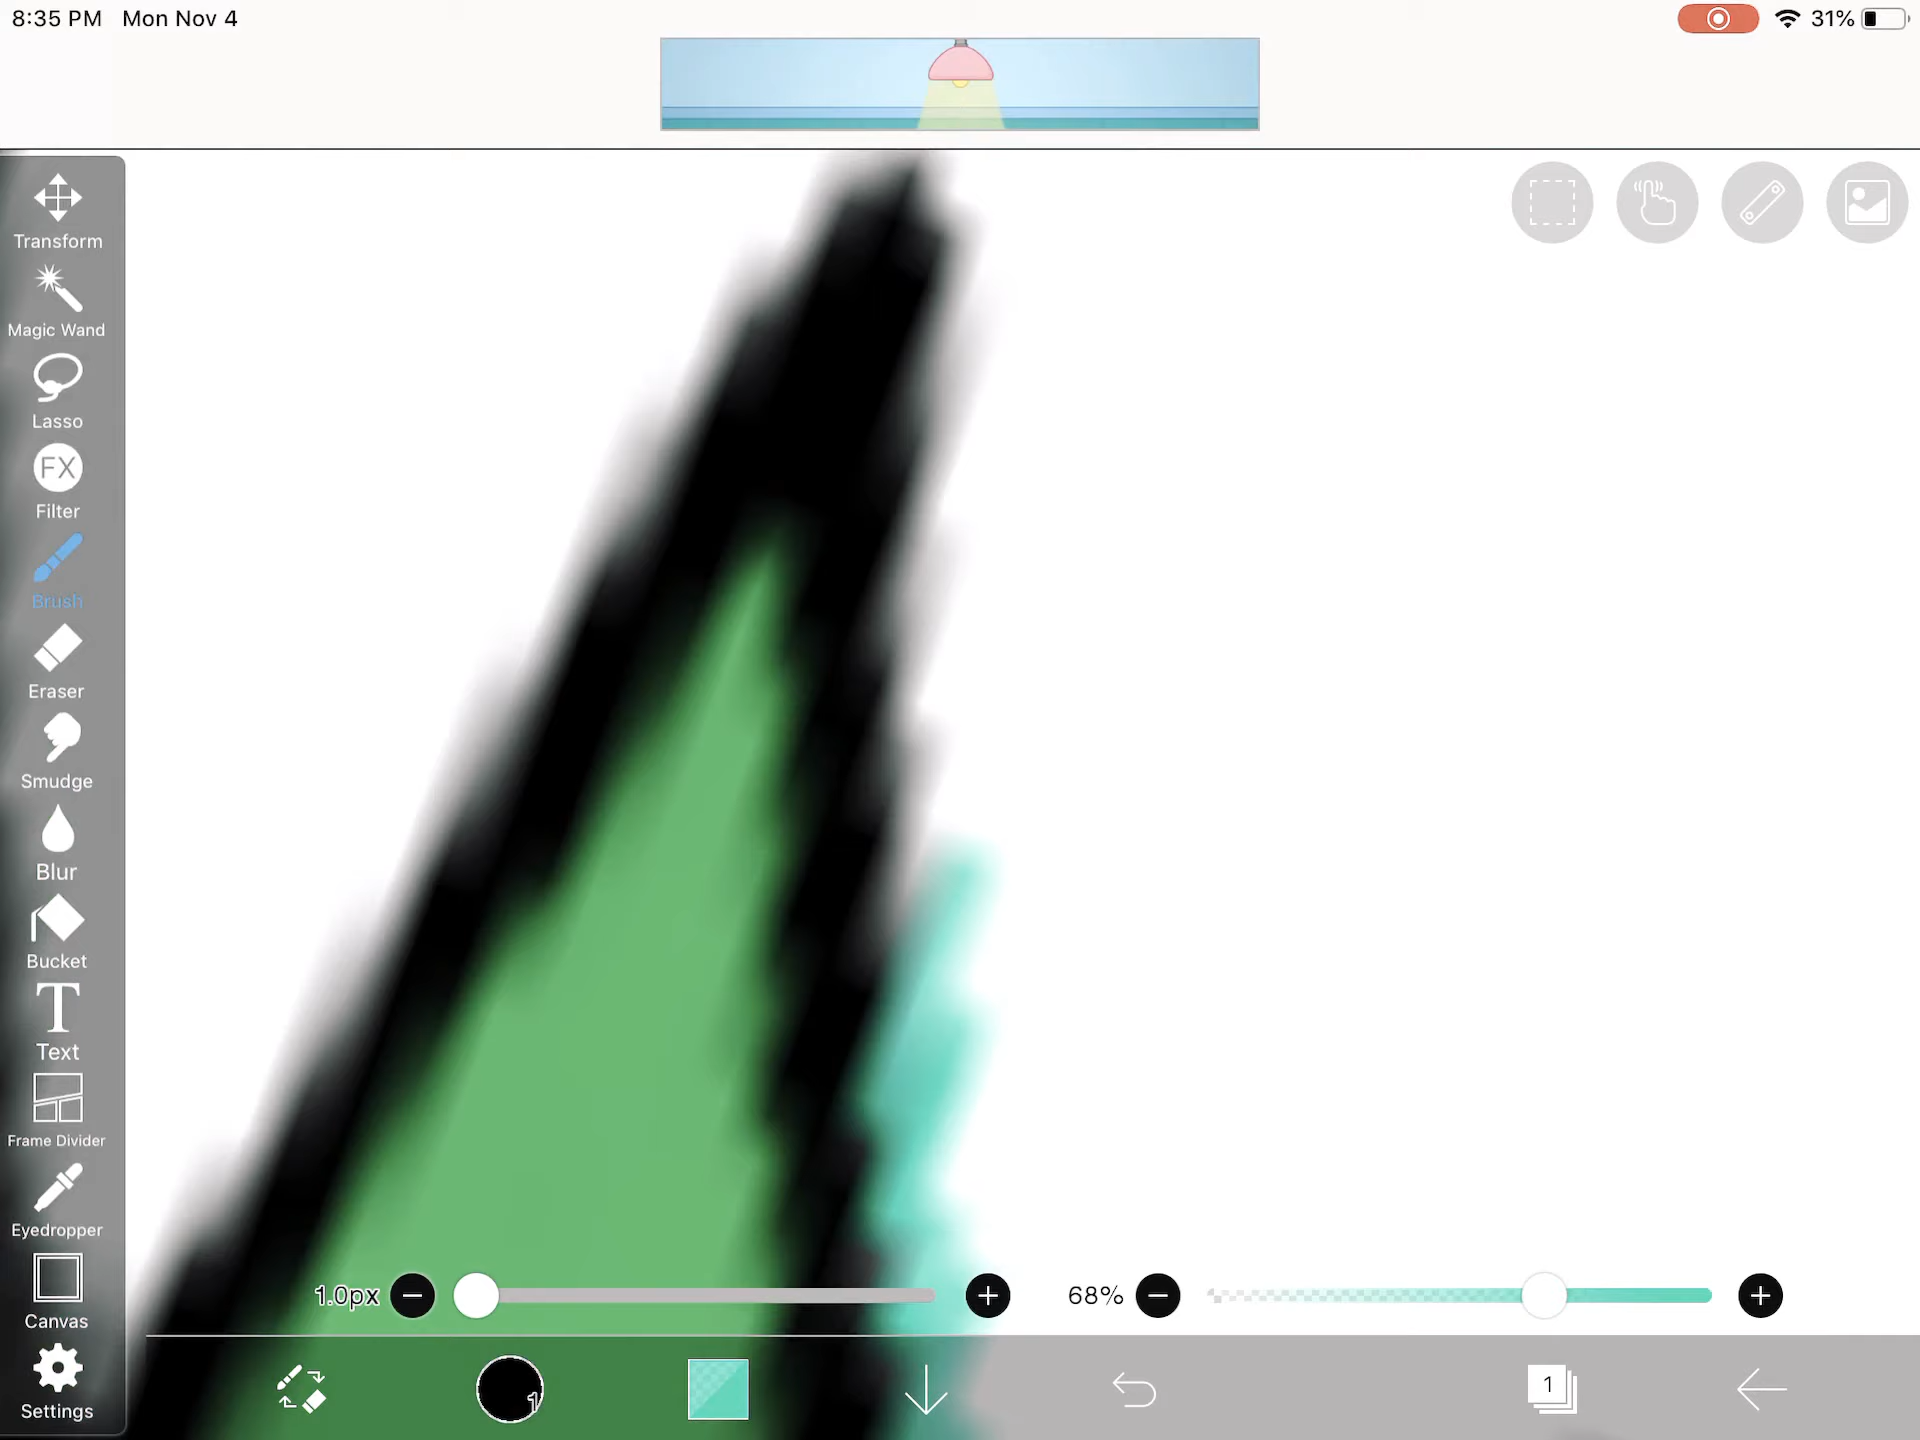 8:35 PM Mon Nov 4
31%
Transform
Magic Wand
Lasso
FX
Filter
Brush
Eraser
Smudge
Blur
Bucket
T
Text
Frame Divider
Eyedropper
Canvas
Settings
1.0px
68%
1
1